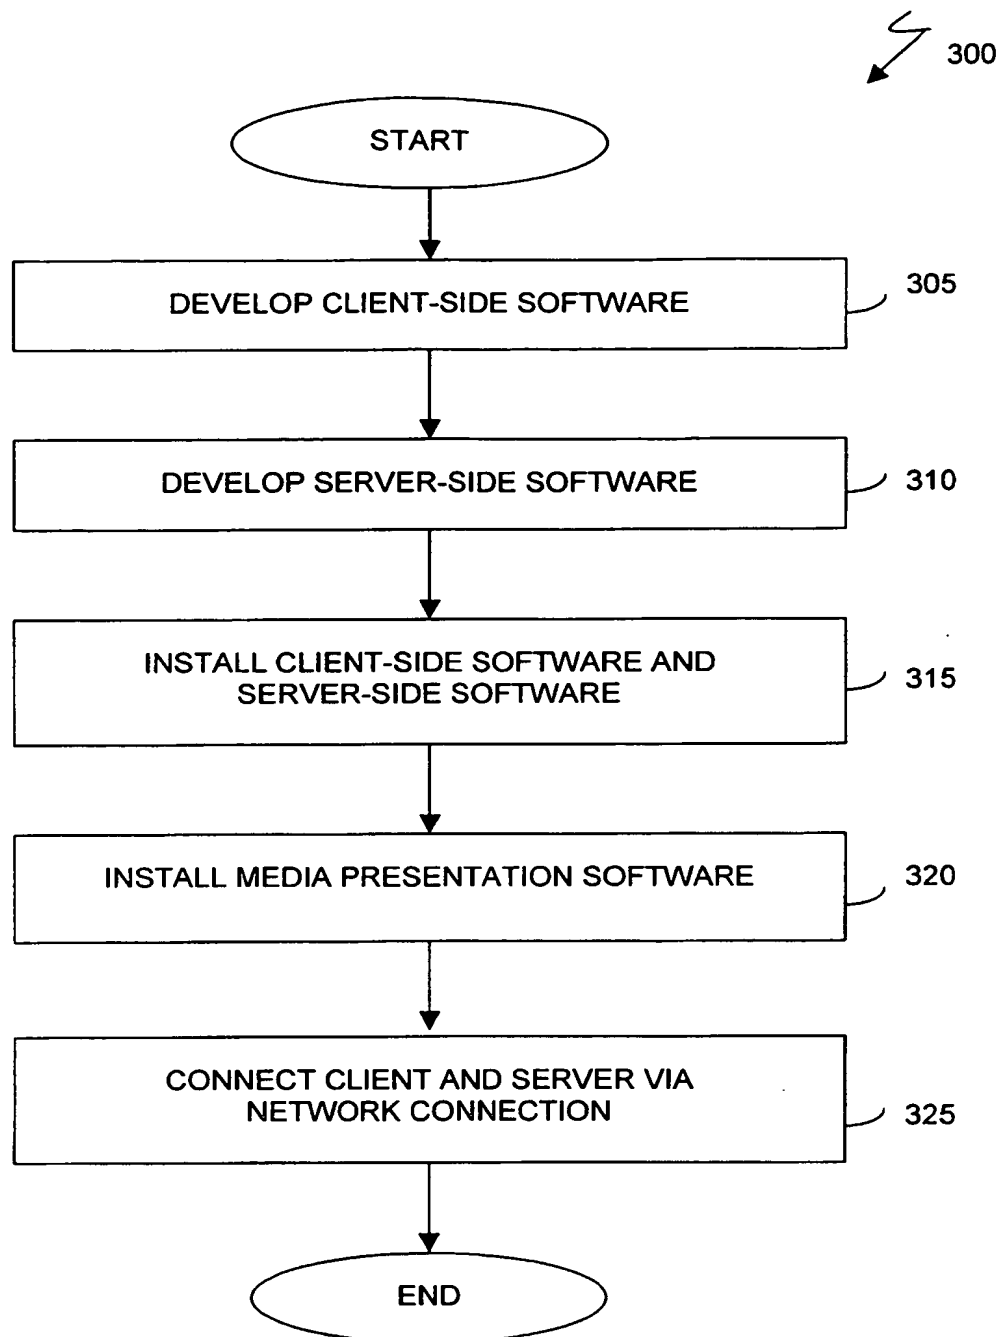 300
START
DEVELOP CLIENT-SIDE SOFTWARE
305
DEVELOP SERVER-SIDE SOFTWARE
310
INSTALL CLIENT-SIDE SOFTWARE AND
SERVER-SIDE SOFTWARE
315
INSTALL MEDIA PRESENTATION SOFTWARE
320
CONNECT CLIENT AND SERVER VIA
NETWORK CONNECTION
325
END